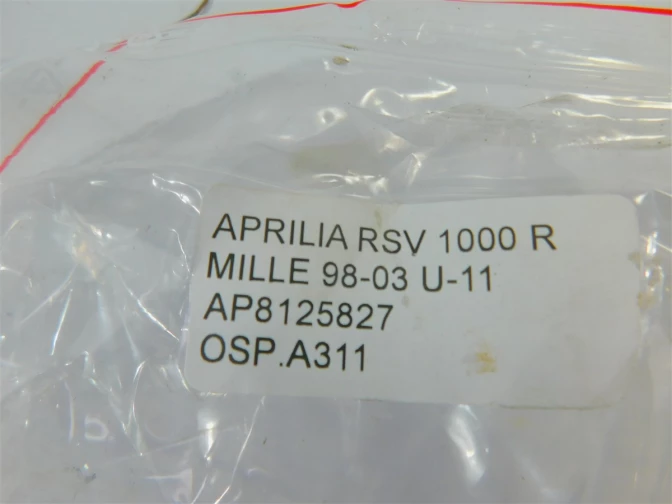 APRILIA RSV 1000 R
MILLE 98-03 U-11
AP8125827
OSP.A311